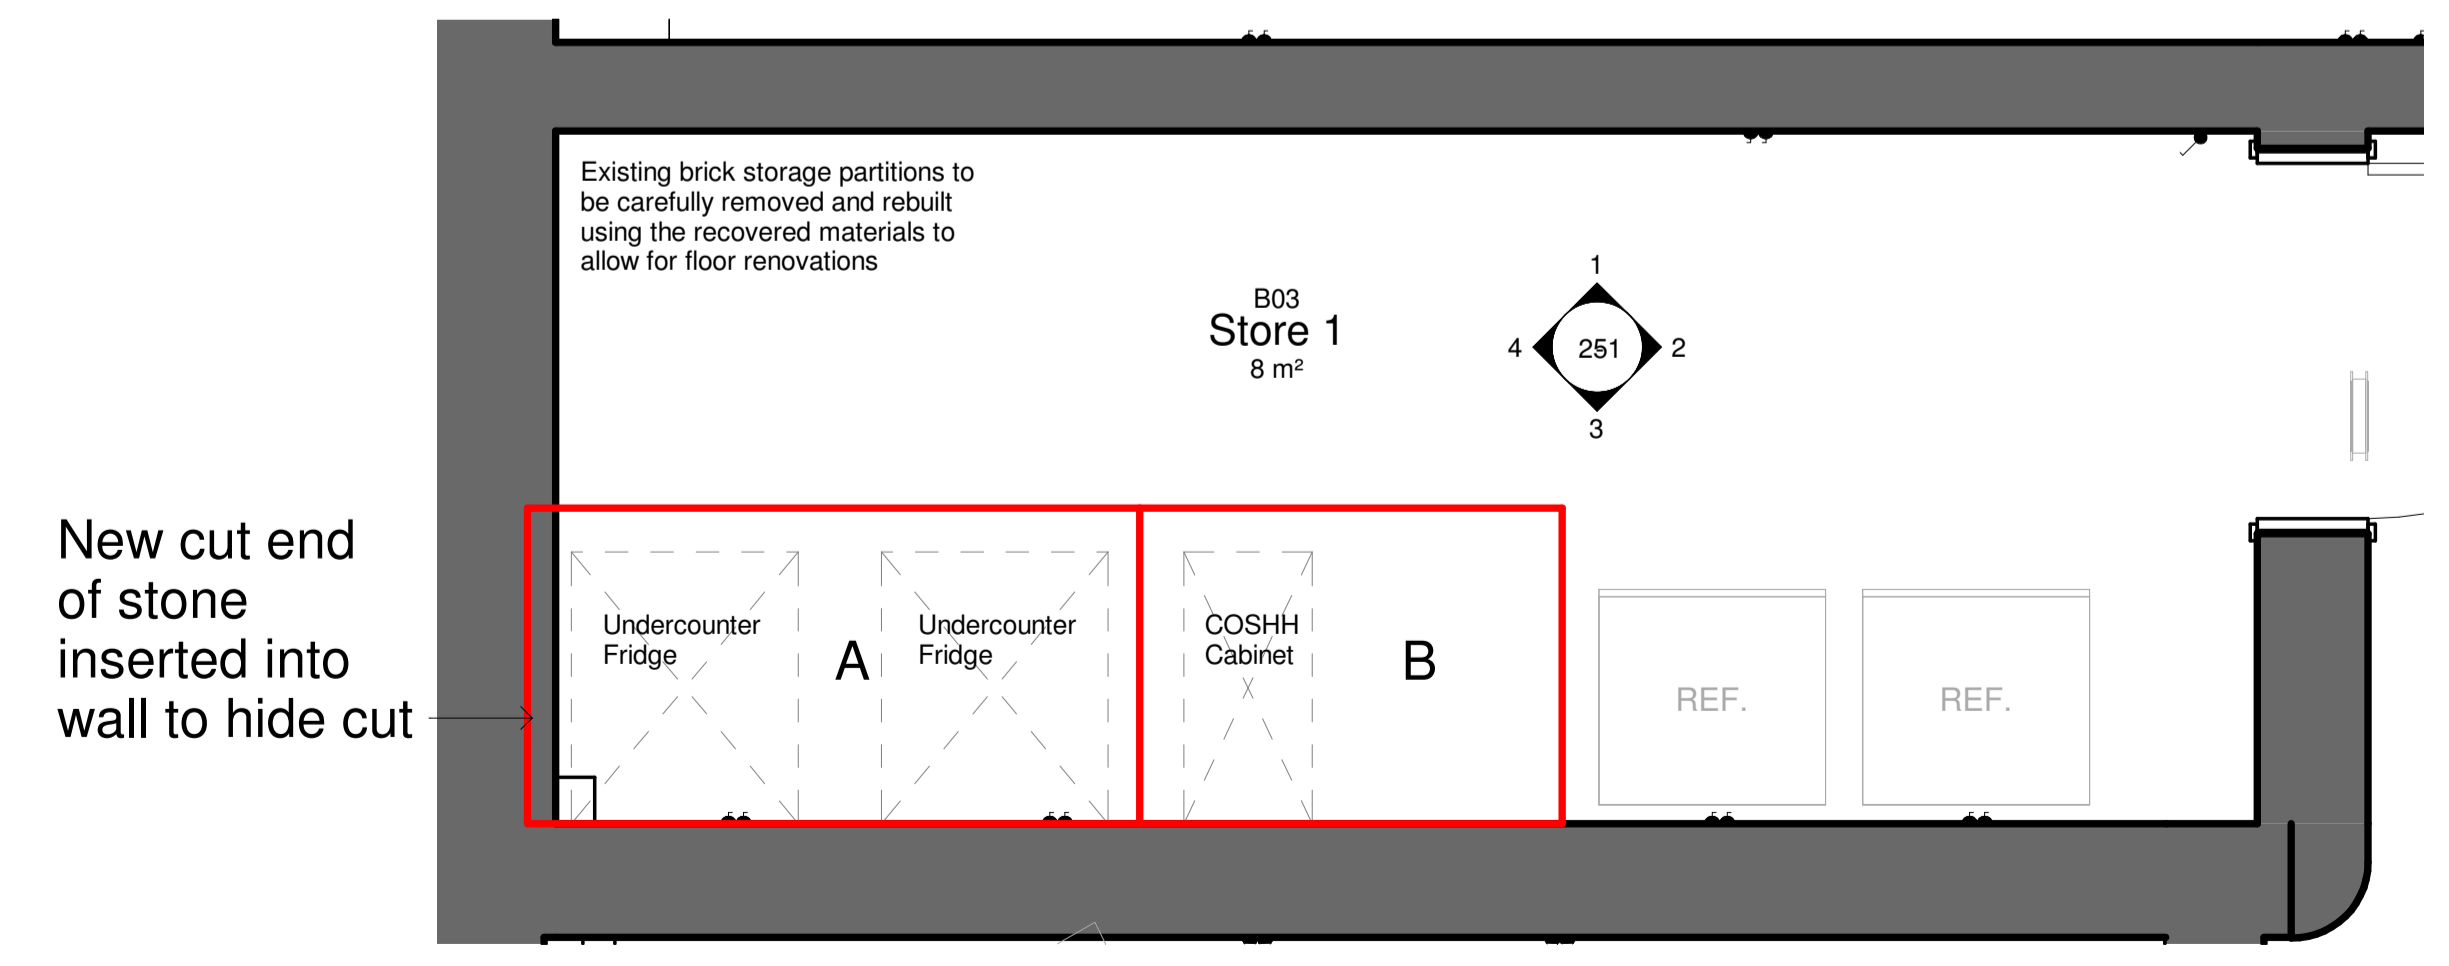 Existing brick storage partitions to
be carefully removed and rebuilt
using the recovered materials to
allow for floor renovations
B03
Store 1
8 m²
1
4
251
2
3
New cut end
of stone
inserted into
wall to hide cut
Undercounter
Fridge
A
Undercounter
Fridge
COSHH
Cabinet
B
REF.
REF.